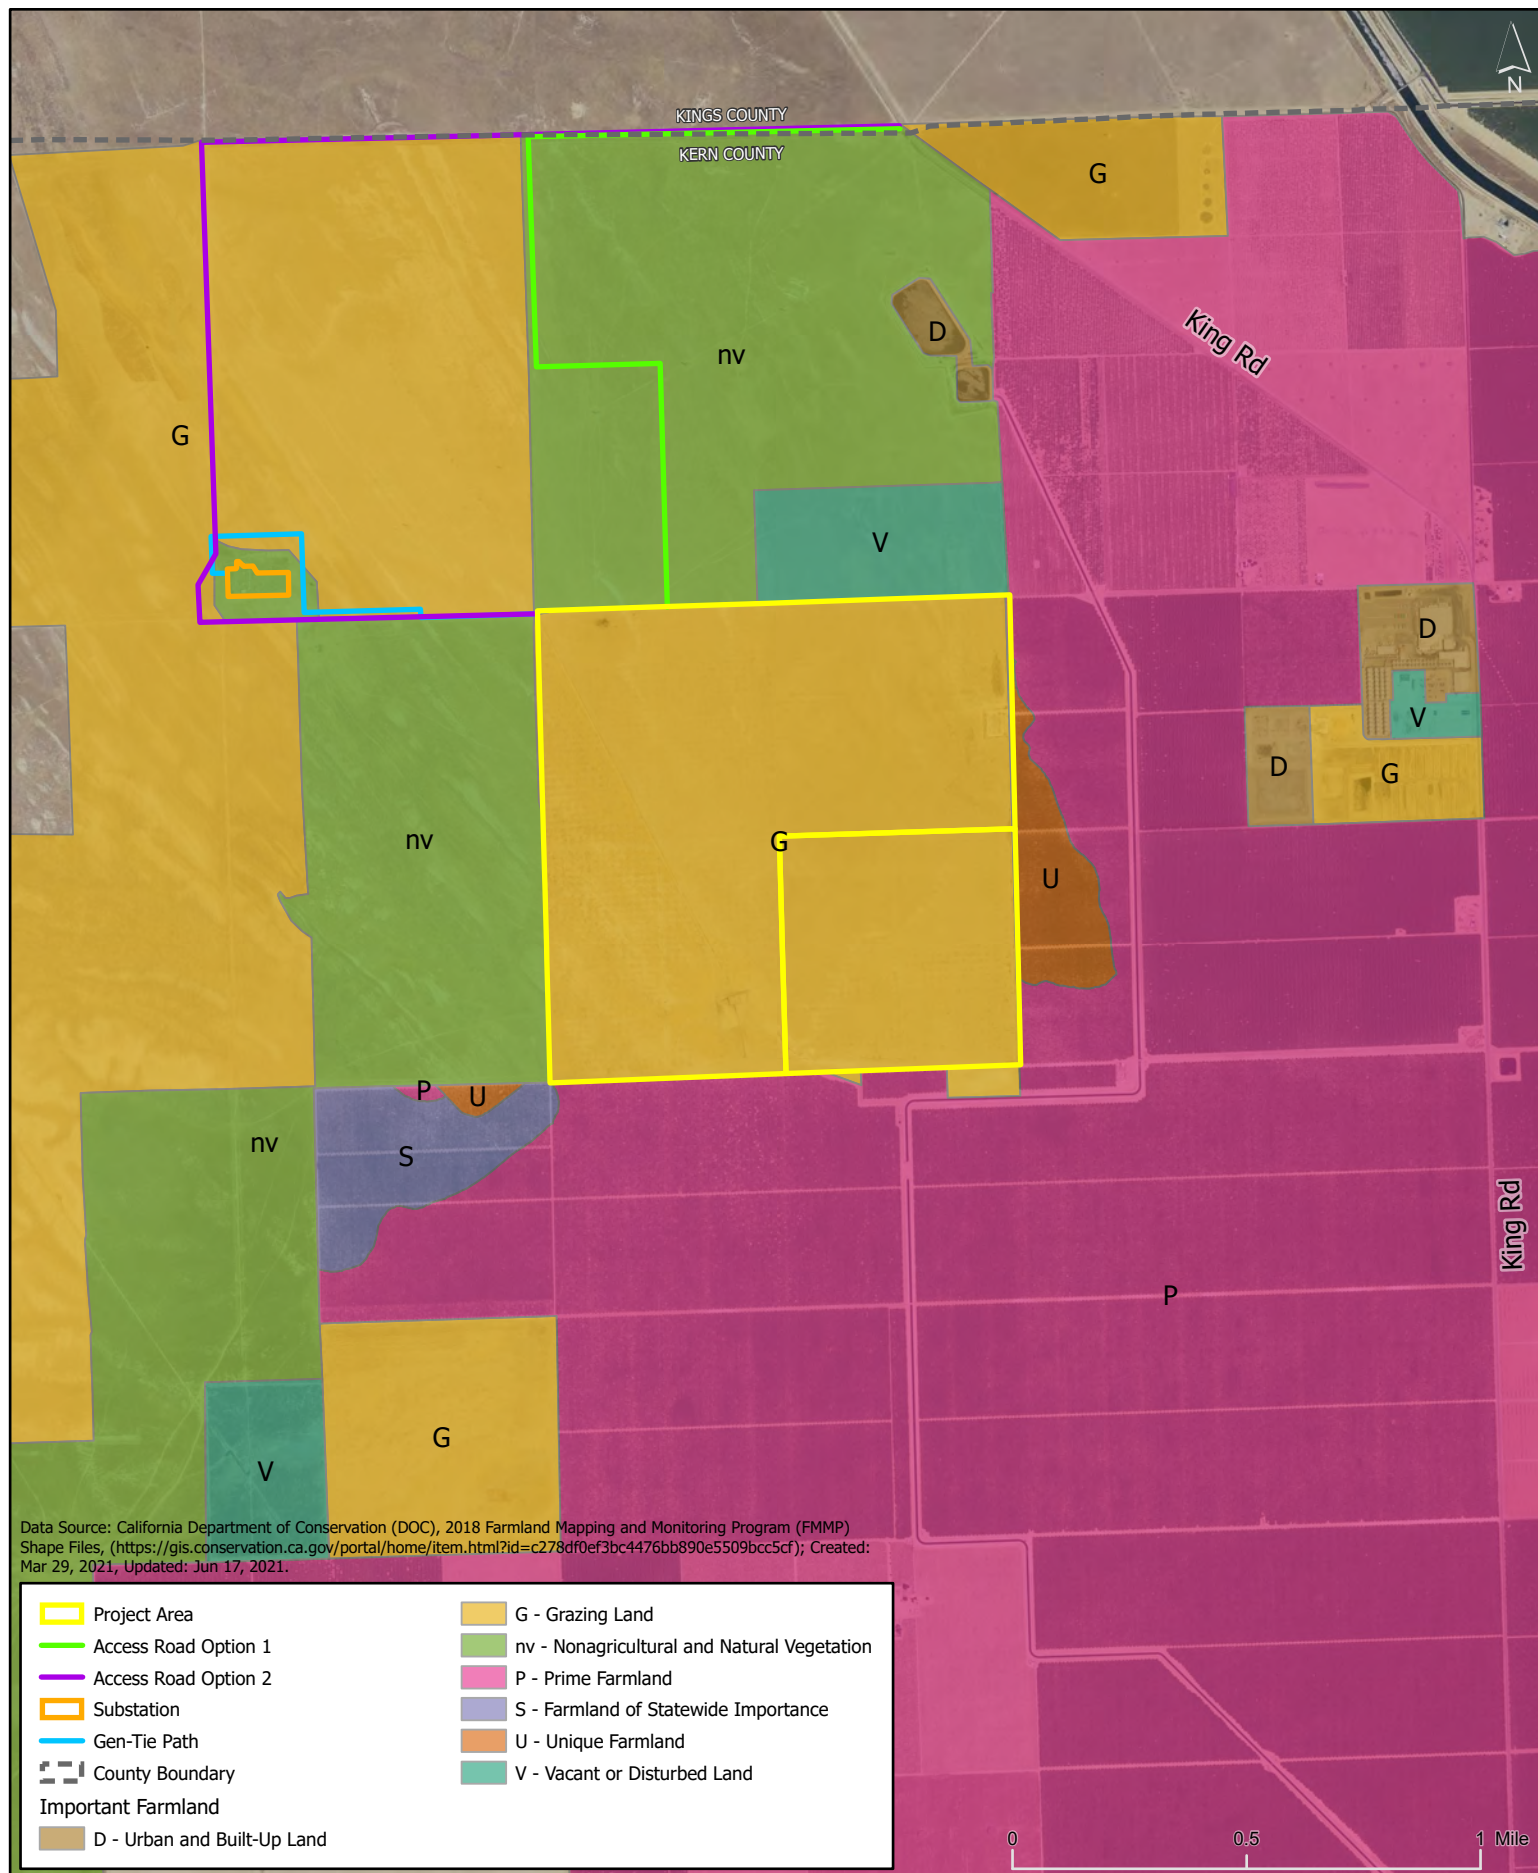 N
KINGS COUNTY
KERN COUNTY
G
King Rd
D
nv
G
V
D
V
D
G
nv
G
U
P
U
nv
S
King Rd
P
G
V
Data Source: California Department of Conservation (DOC), 2018 Farmland Mapping and Monitoring Program (FMMP)
Shape Files, (https://gis.conservation.ca.gov/portal/home/item.html?id=c278df0ef3bc4476bb890e5509bcc5cf); Created:
Mar 29, 2021, Updated: Jun 17, 2021.
Project Area
Access Road Option 1
Access Road Option 2
Substation
Gen-Tie Path
County Boundary
Important Farmland
D - Urban and Built-Up Land
G - Grazing Land
nv - Nonagricultural and Natural Vegetation
P - Prime Farmland
S - Farmland of Statewide Importance
U - Unique Farmland
V - Vacant or Disturbed Land
0 0.5 1 Mile